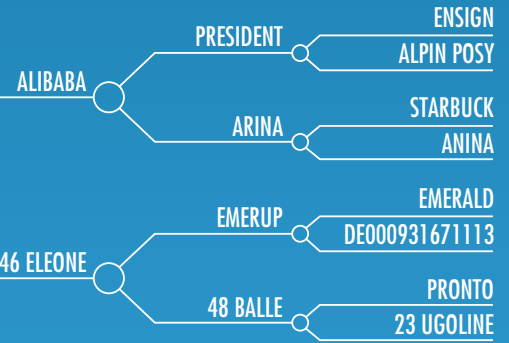 ENSIGN
PRESIDENT
ALPIN POSY
ALIBABA
STARBUCK
ARINA
ANINA
EMERALD
EMERUP
DE000931671113
46 ELEONE
PRONTO
48 BALLE
23 UGOLINE